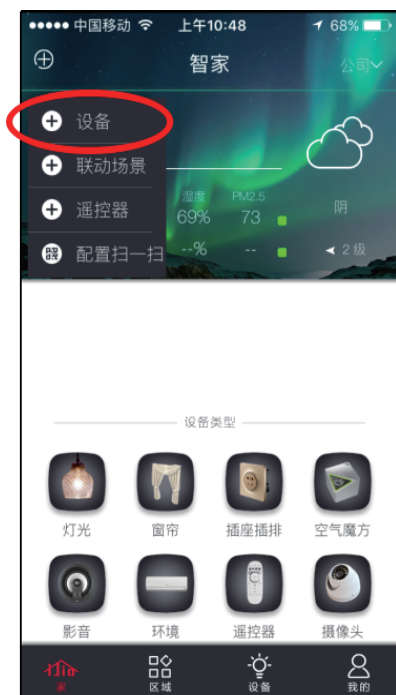 中国移动 上午10:48 68%
智家 公司
设备
联动场景
遥控器
配置扫一扫
湿度 PM2.5
69% 73 阴
--% -- 2 级
设备类型
灯光 窗帘 插座插排 空气魔方
影音 环境 遥控器 摄像头
家 区域 设备 我的